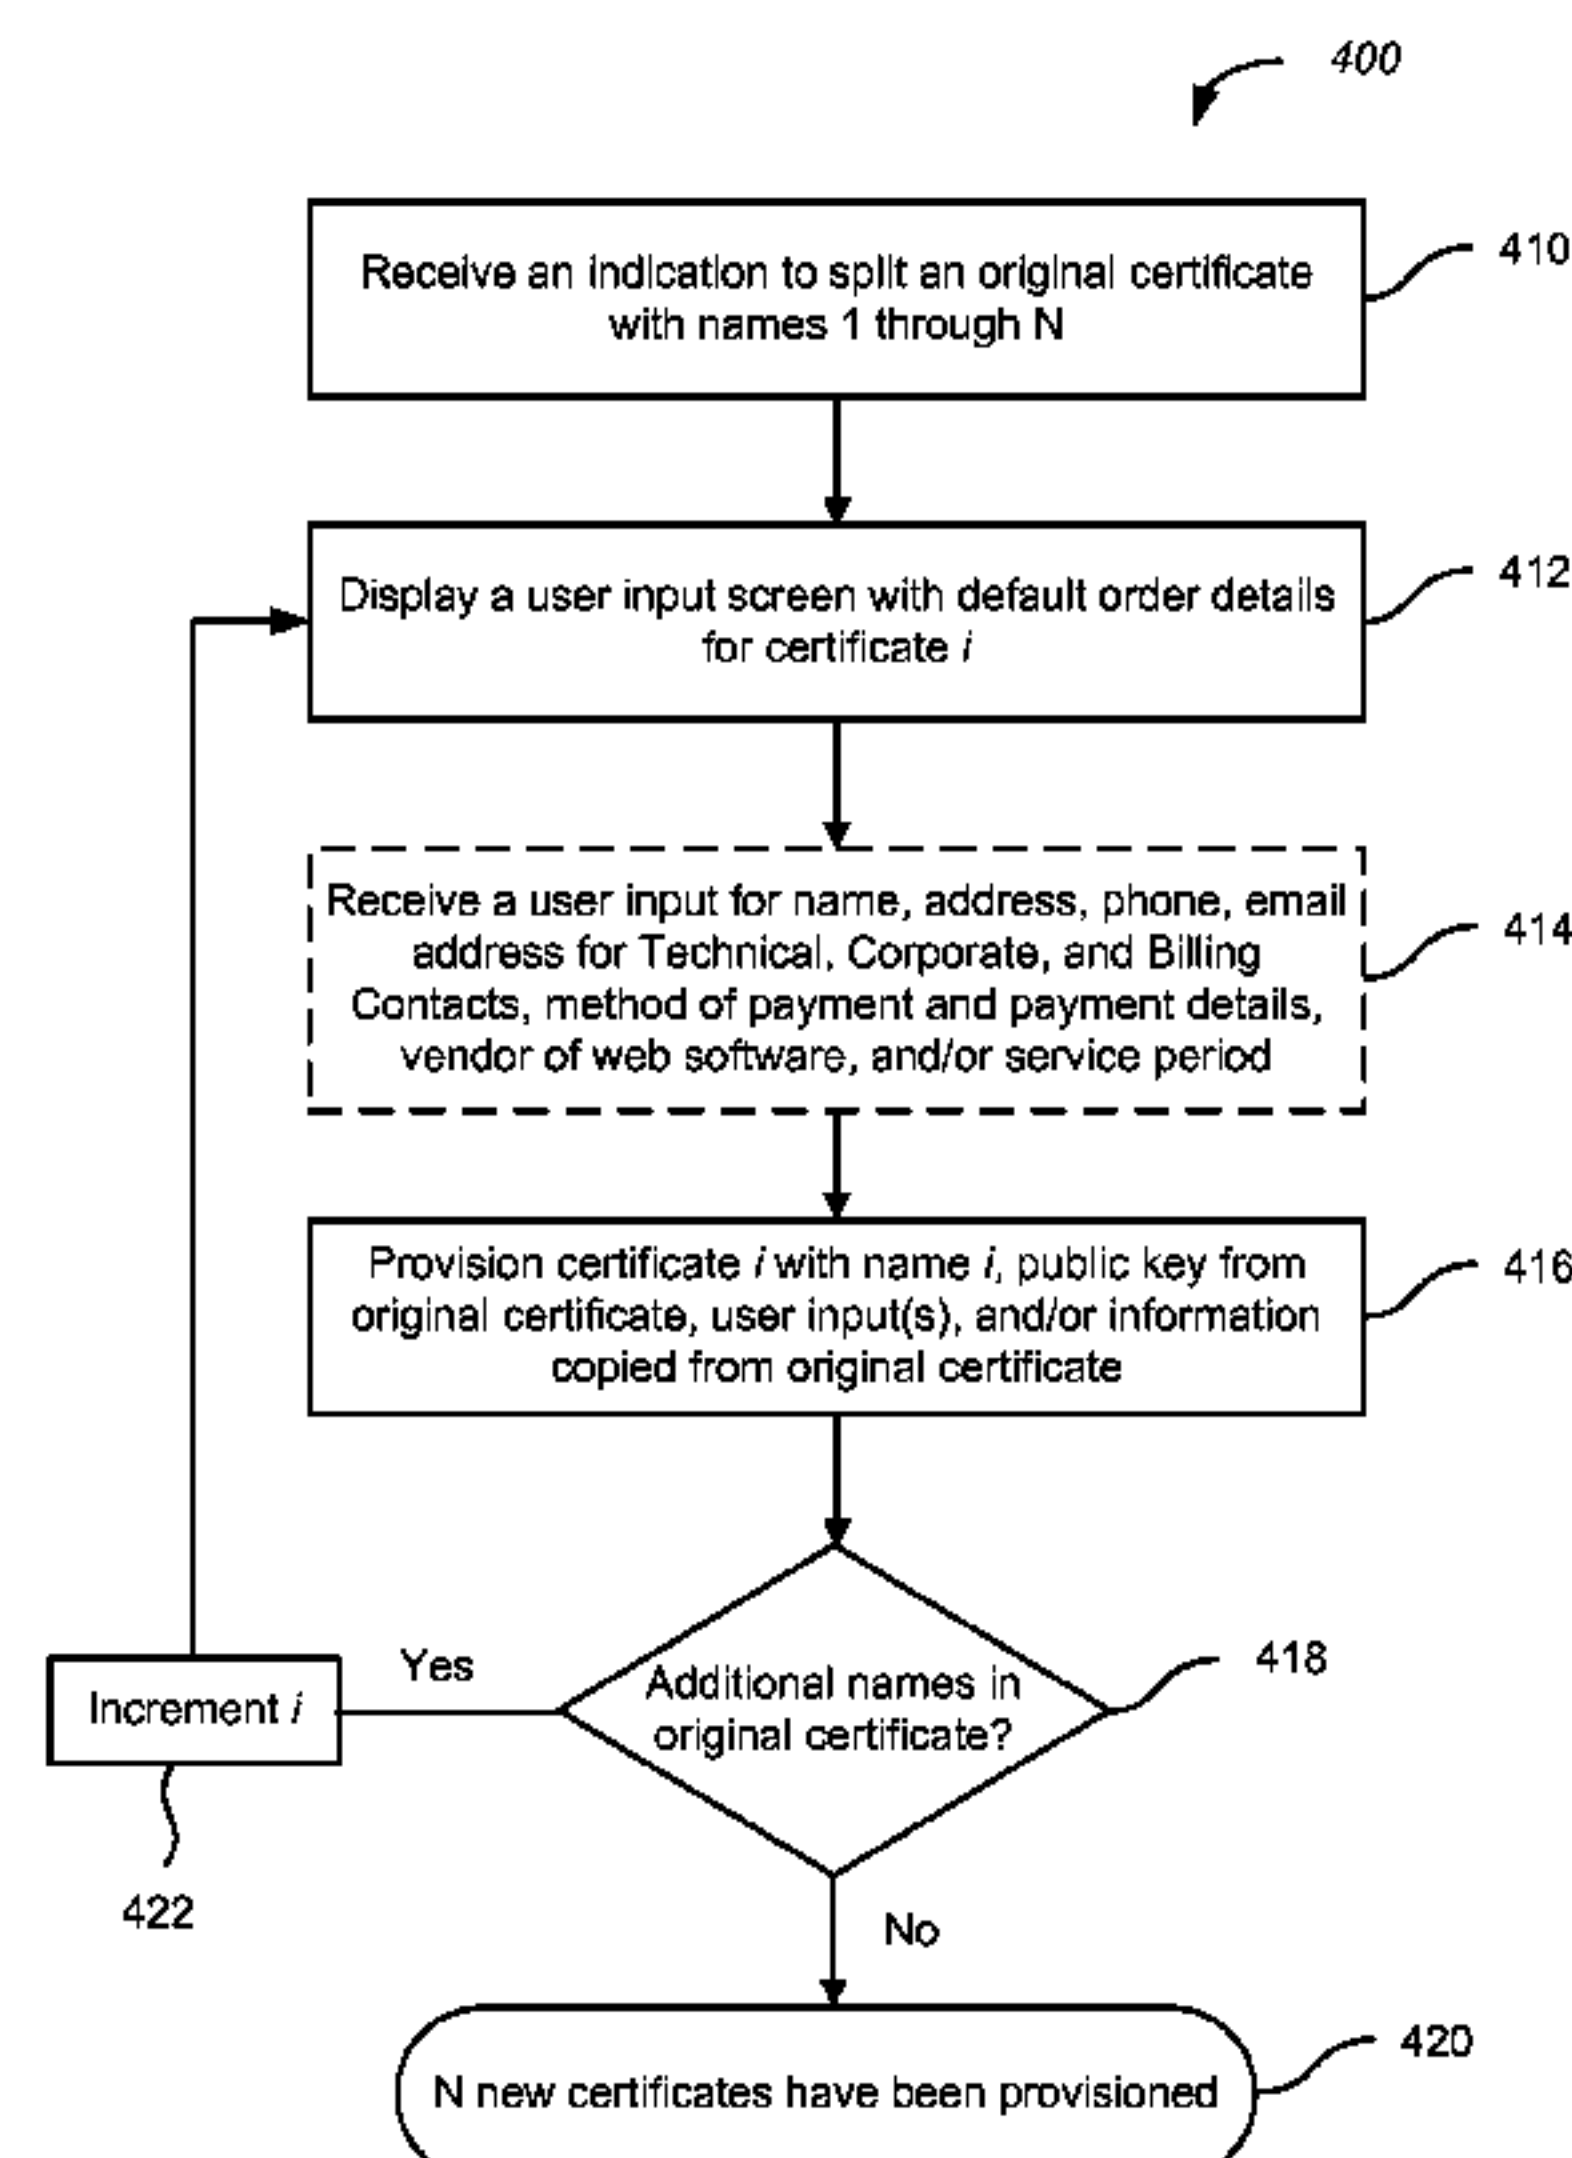 400
Receive an indication to split an original certificate
with names 1 through N
410
Display a user input screen with default order details
for certificate i
412
Receive a user input for name, address, phone, email
address for Technical, Corporate, and Billing
Contacts, method of payment and payment details,
vendor of web software, and/or service period
414
Provision certificate i with name i, public key from
original certificate, user input(s), and/or information
copied from original certificate
416
Additional names in
original certificate?
418
Yes
Increment i
422
No
N new certificates have been provisioned
420